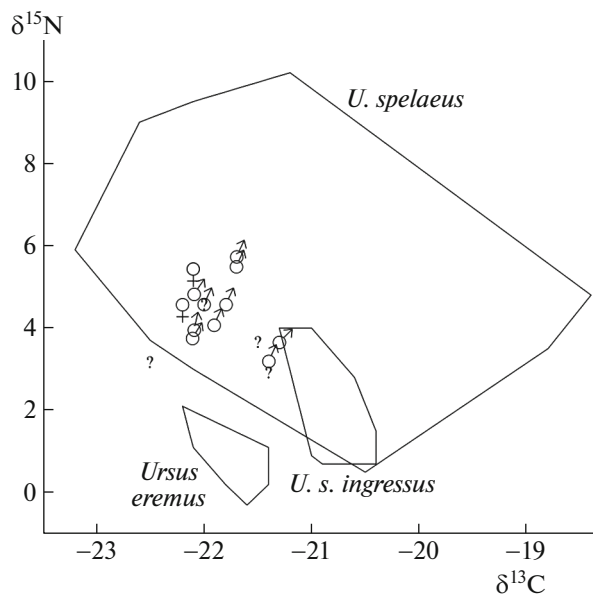 δ¹⁵N
10
U. spelaeus
8
6
4
?
?
?
?
2
Ursus
eremus
U. s. ingressus
0
−23
−22
−21
−20
−19
δ¹³C